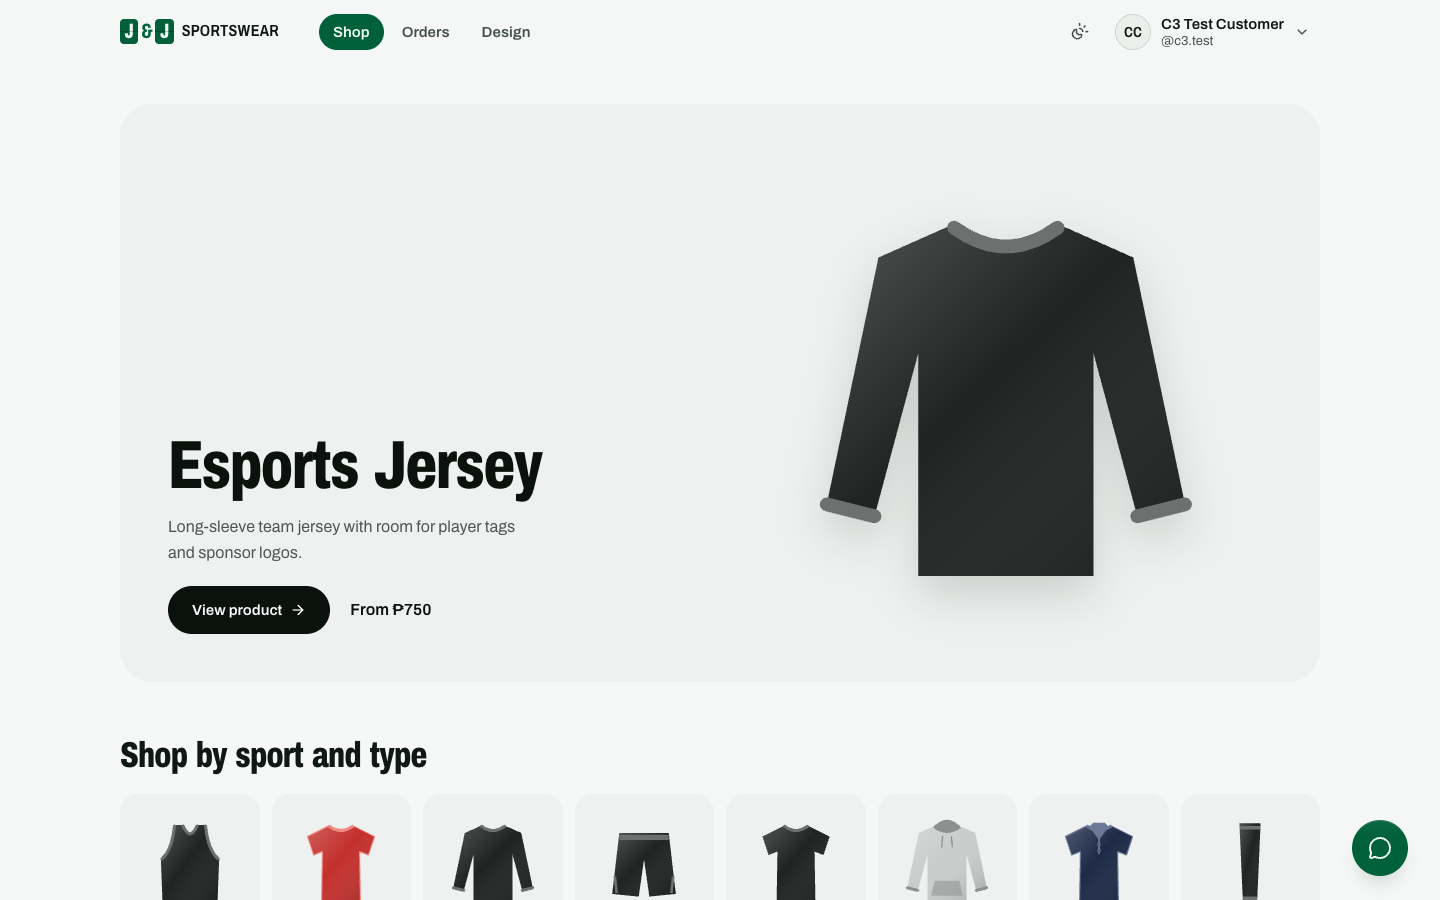 J & J SPORTSWEAR
Shop
Orders
Design
CC
C3 Test Customer
@c3.test
Esports Jersey
Long-sleeve team jersey with room for player tags
and sponsor logos.
View product →
From ₱750
Shop by sport and type